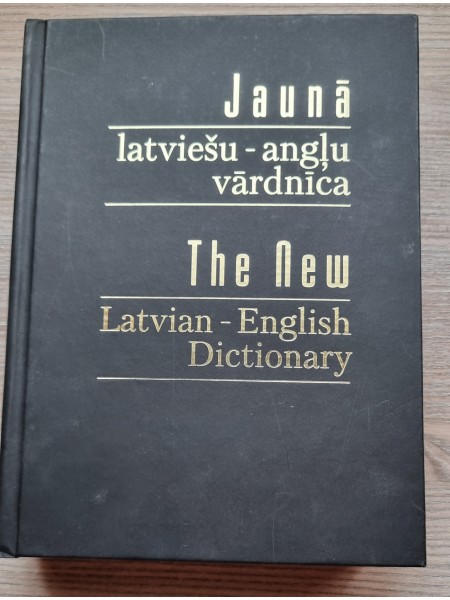 Jaunā
latviešu - angļu
vārdnīca
The New
Latvian - English
Dictionary